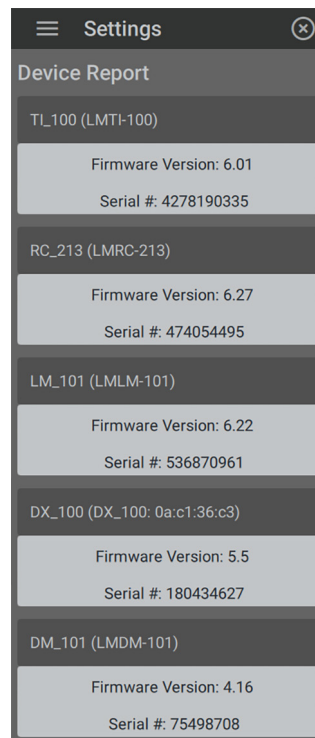 Settings
Device Report
TI_100 (LMTI-100)
Firmware Version: 6.01
Serial #: 4278190335
RC_213 (LMRC-213)
Firmware Version: 6.27
Serial #: 474054495
LM_101 (LMLM-101)
Firmware Version: 6.22
Serial #: 536870961
DX_100 (DX_100: 0a:c1:36:c3)
Firmware Version: 5.5
Serial #: 180434627
DM_101 (LMDM-101)
Firmware Version: 4.16
Serial #: 75498708